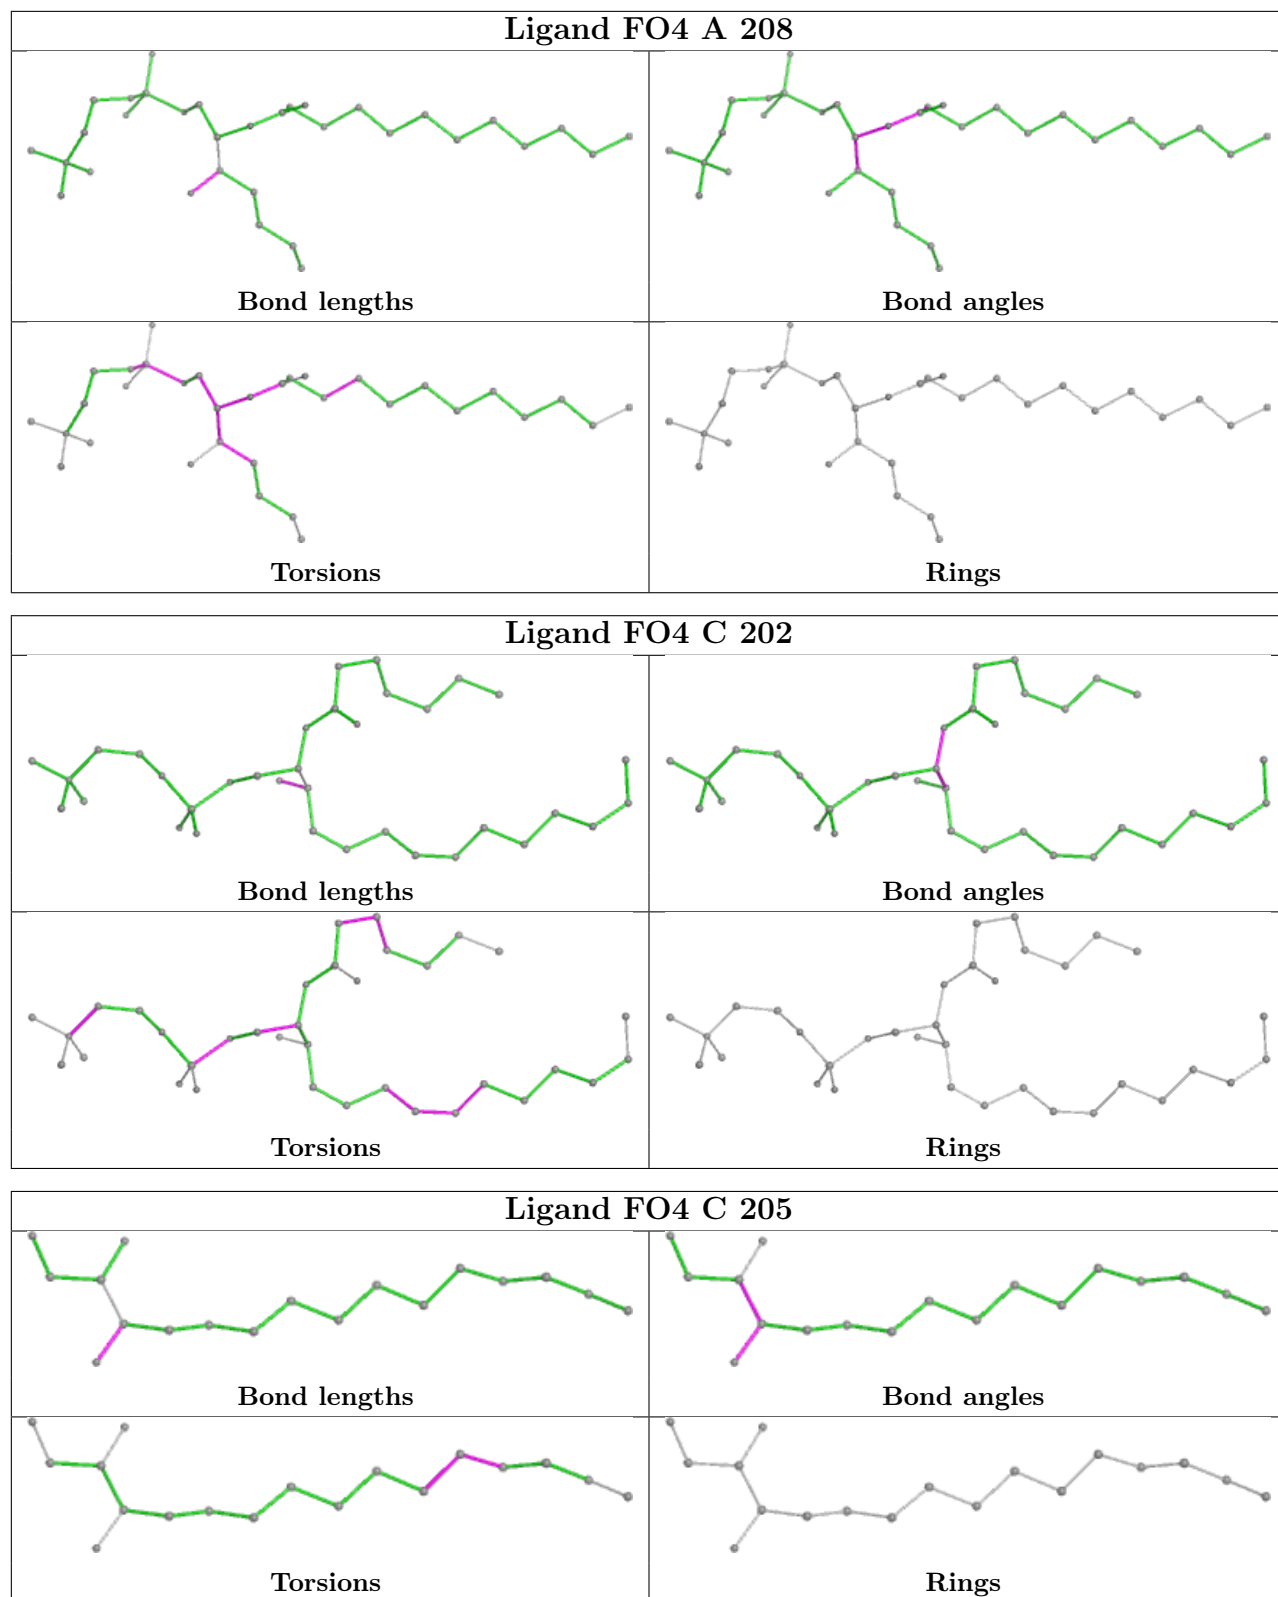 Ligand FO4 A 208
Bond lengths
Bond angles
Torsions
Rings
Ligand FO4 C 202
Bond lengths
Bond angles
Torsions
Rings
Ligand FO4 C 205
Bond lengths
Bond angles
Torsions
Rings